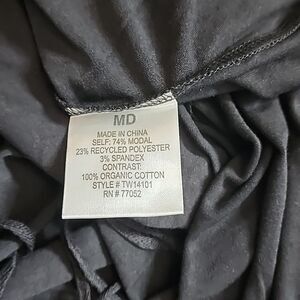 MD
MADE IN CHINA
SELF: 74% MODAL
23% RECYCLED POLYESTER
3% SPANDEX
CONTRAST:
100% ORGANIC COTTON
STYLE # TW14101
RN # 77052